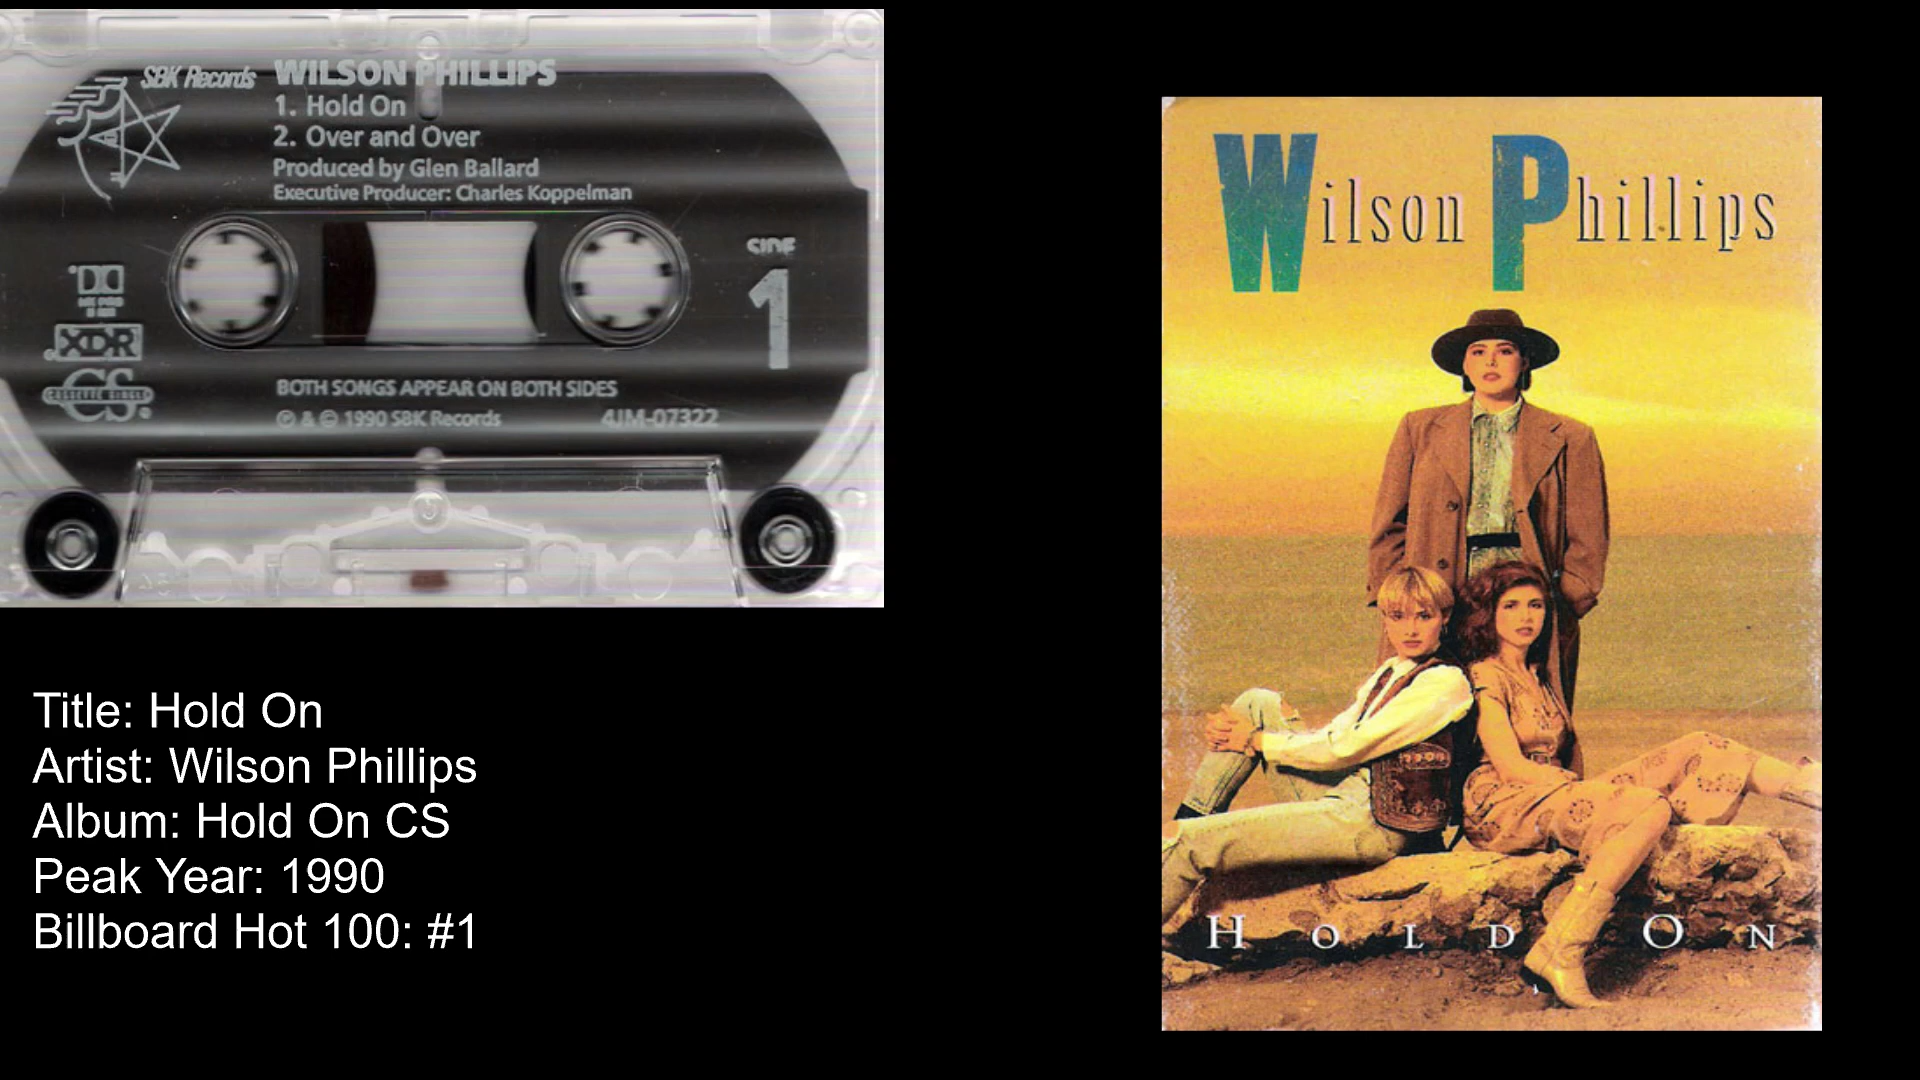 SBK Records
WILSON PHILLIPS
1. Hold On
2. Over and Over
Produced by Glen Ballard
Executive Producer: Charles Koppelman
SIDE
1
XDR
CS
CASSETTE SINGLE
BOTH SONGS APPEAR ON BOTH SIDES
℗ & © 1990 SBK Records 4JM-07322
Wilson Phillips
HOLD ON
Title: Hold On
Artist: Wilson Phillips
Album: Hold On CS
Peak Year: 1990
Billboard Hot 100: #1